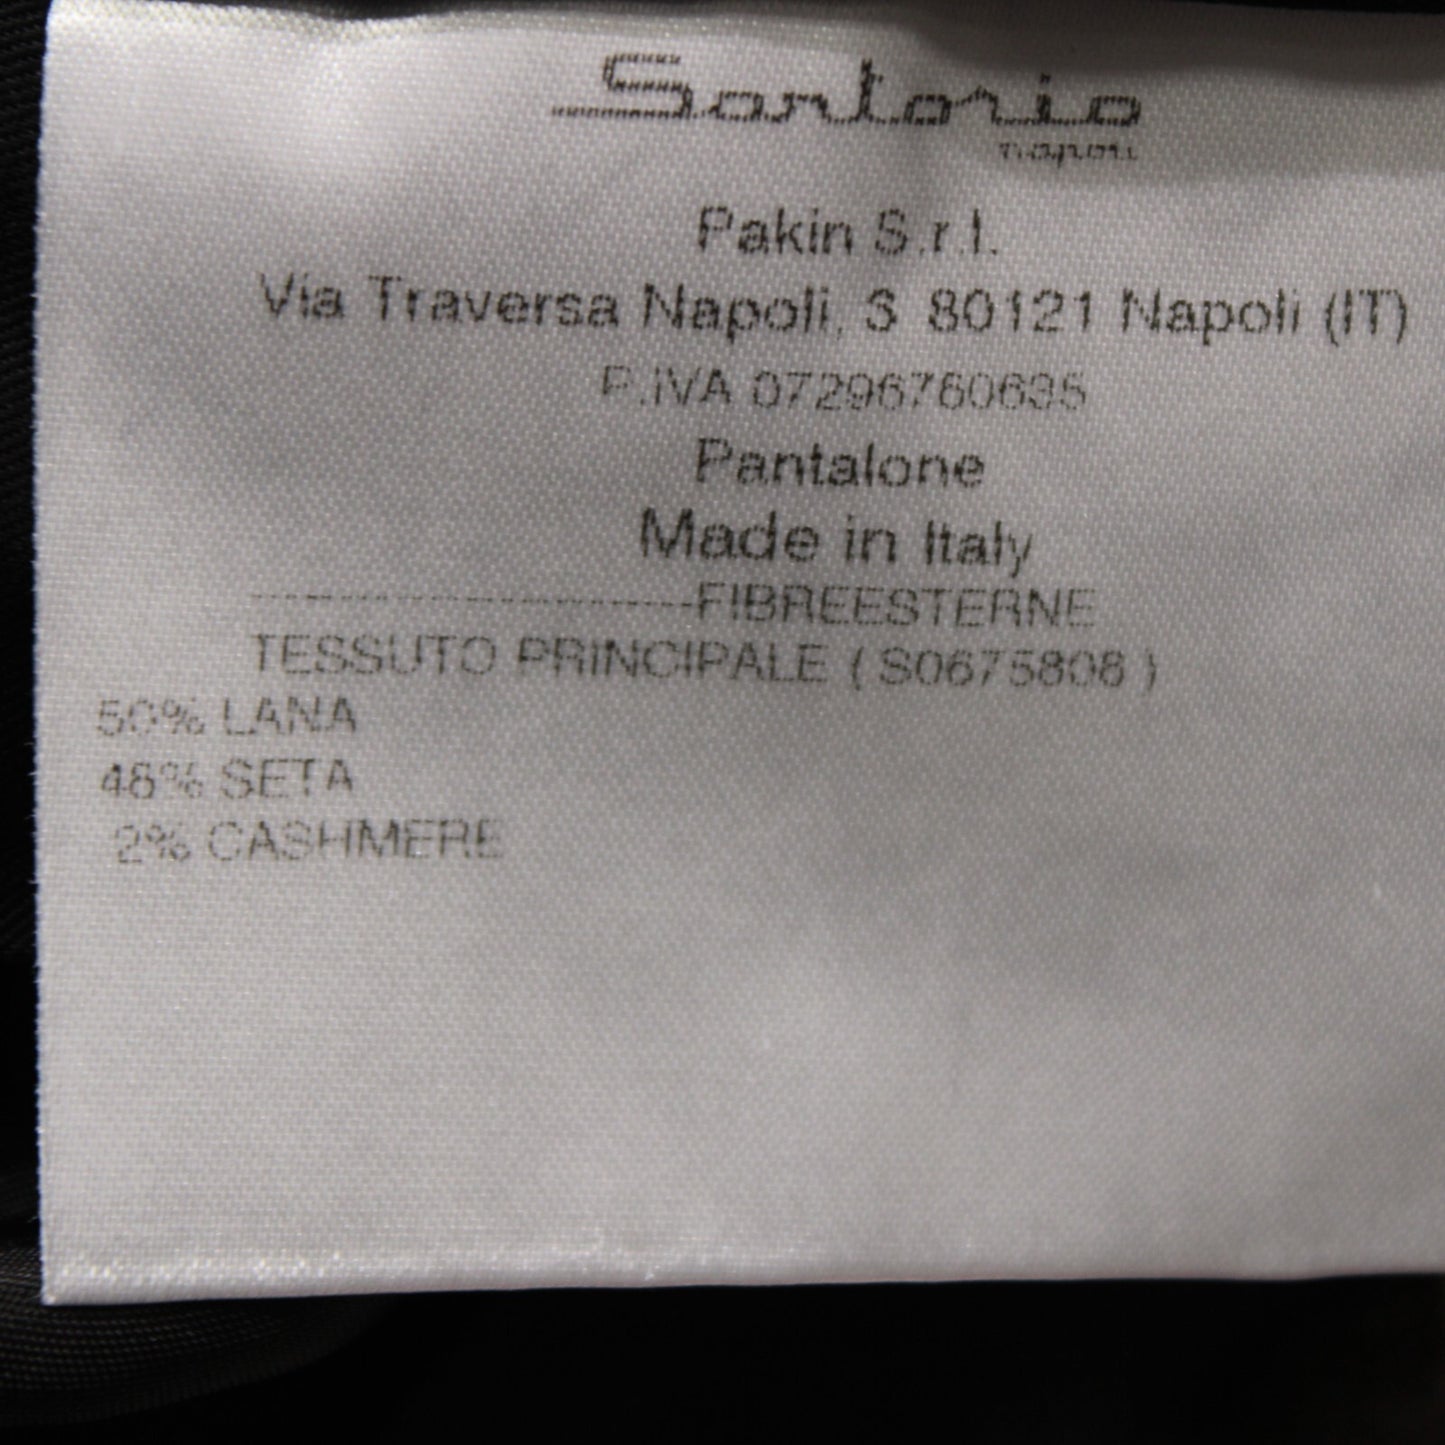 Sartorio
napoli
Pakin S.r.l.
Via Traversa Napoli, 3 80121 Napoli (IT)
P.IVA 07296760635
Pantalone
Made in Italy
----------------------FIBREESTERNE
TESSUTO PRINCIPALE ( S0675808 )
50% LANA
48% SETA
2% CASHMERE